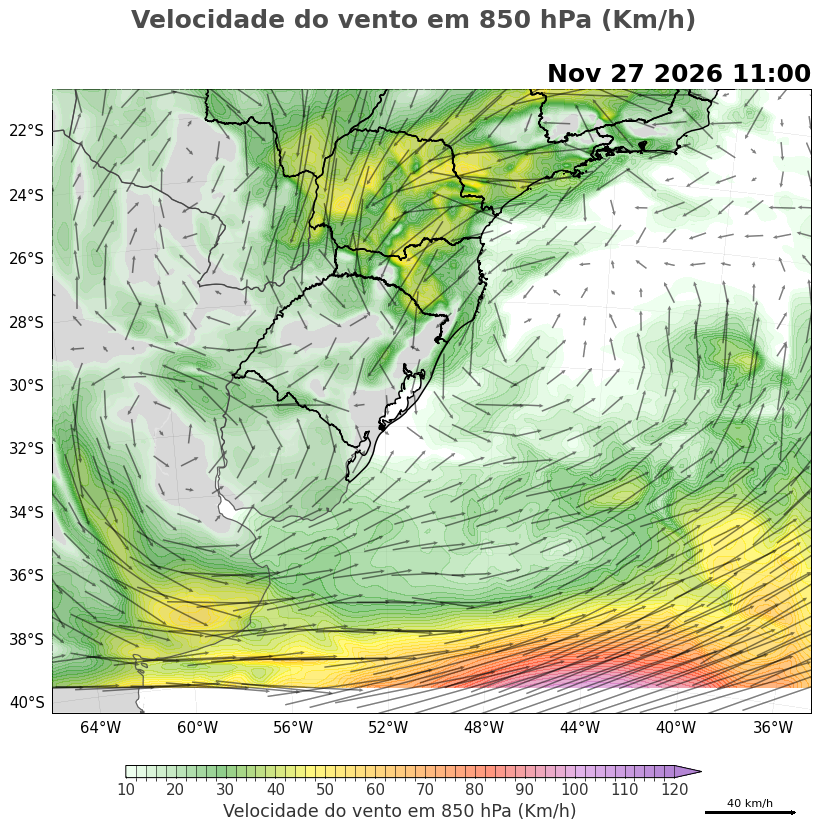 Velocidade do vento em 850 hPa (Km/h)
Nov 27 2026 11:00
22°S
24°S
26°S
28°S
30°S
32°S
34°S
36°S
38°S
40°S
64°W 60°W 56°W 52°W 48°W 44°W 40°W 36°W
10 20 30 40 50 60 70 80 90 100 110 120
Velocidade do vento em 850 hPa (Km/h)
40 km/h